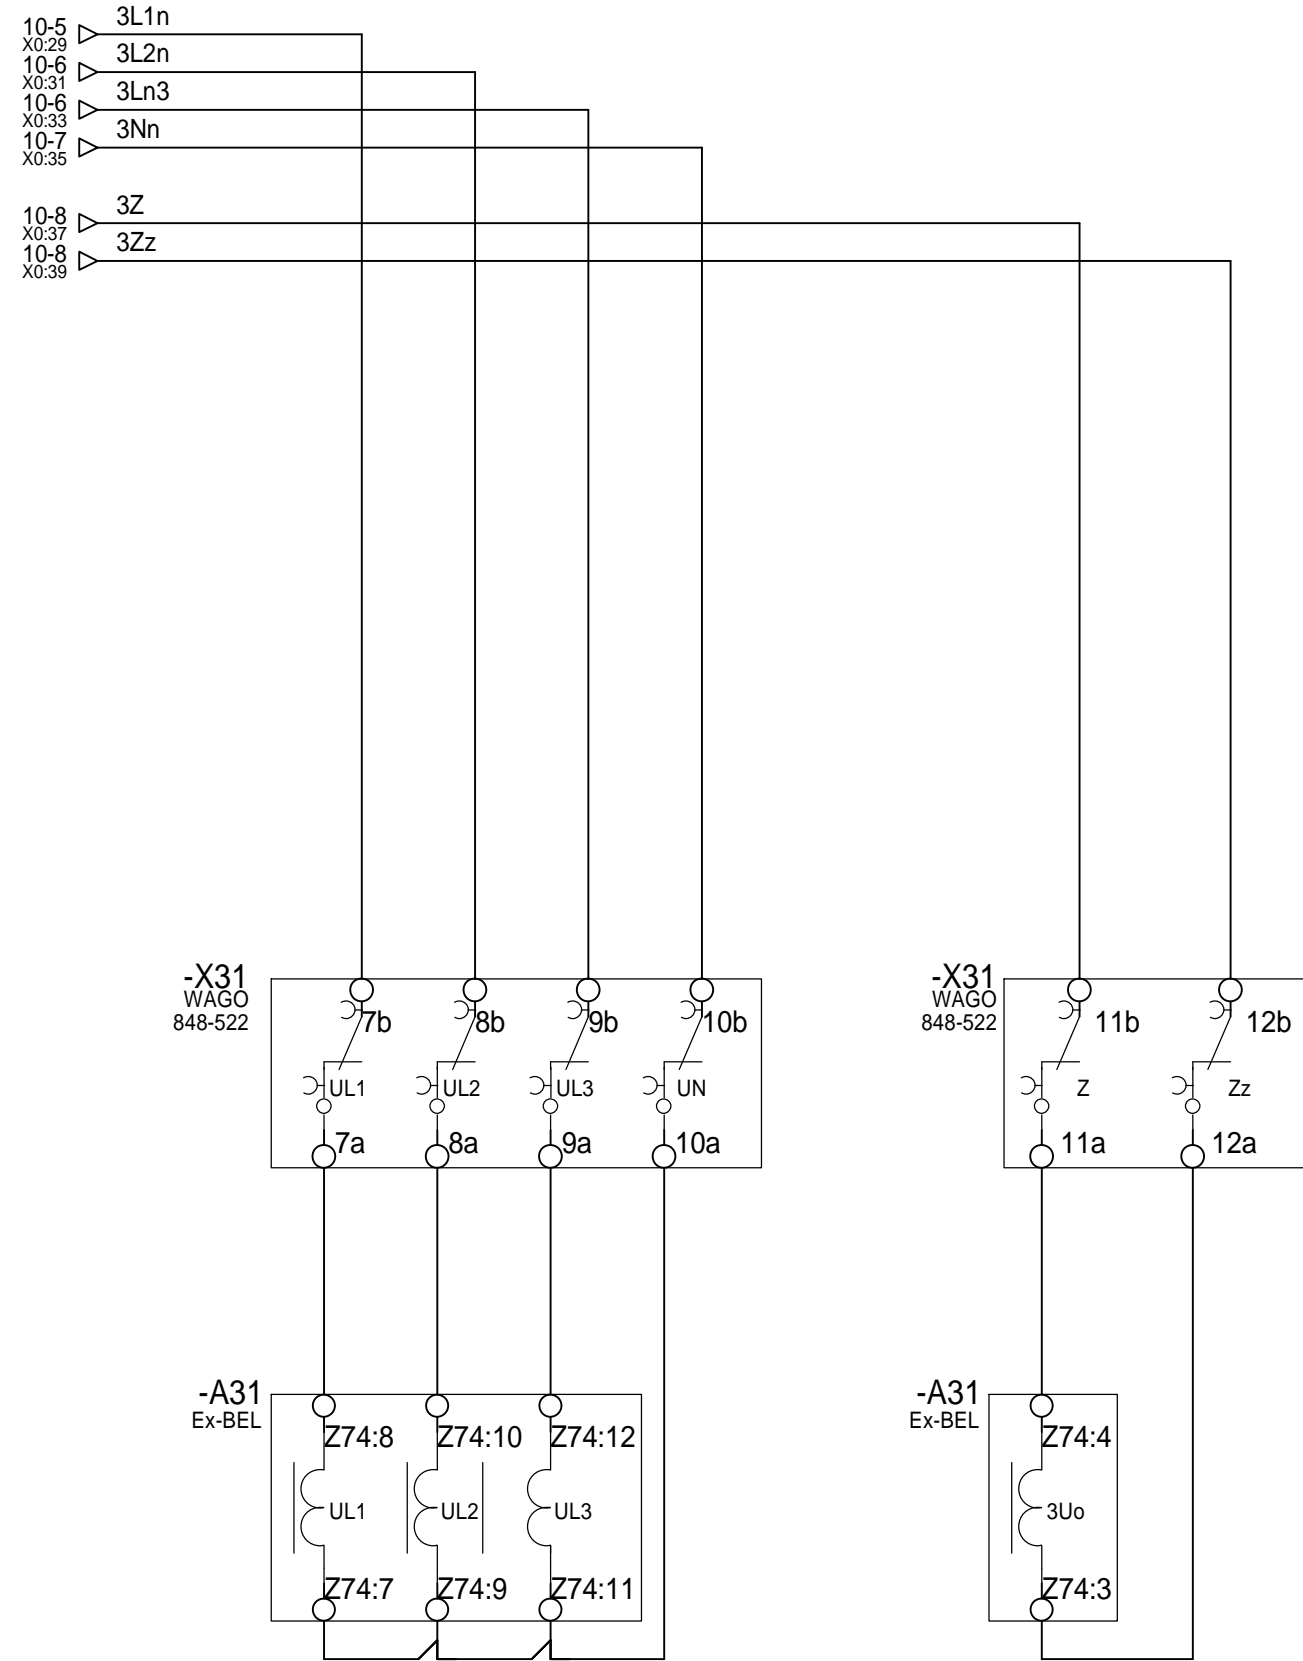 10-5 3L1n
X0:29
10-6 3L2n
X0:31
10-6 3Ln3
X0:33
10-7 3Nn
X0:35
10-8 3Z
X0:37
10-8 3Zz
X0:39
-X31
WAGO
848-522
7b 8b 9b 10b
UL1 UL2 UL3 UN
7a 8a 9a 10a
-X31
WAGO
848-522
11b 12b
Z Zz
11a 12a
-A31
Ex-BEL
Z74:8 Z74:10 Z74:12
UL1 UL2 UL3
Z74:7 Z74:9 Z74:11
-A31
Ex-BEL
Z74:4
3Uo
Z74:3